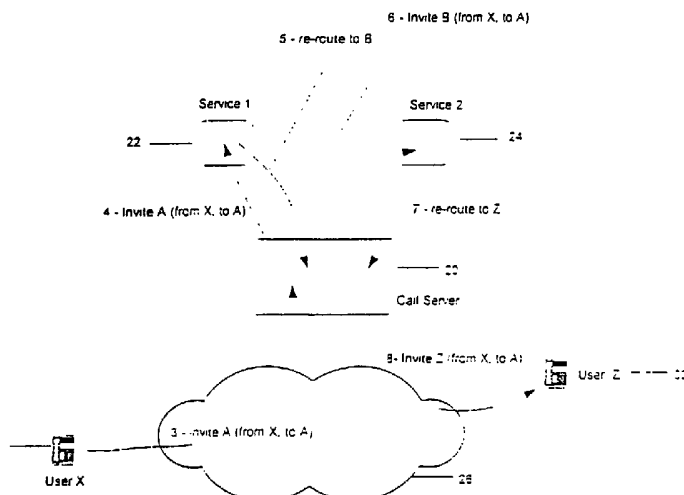 6 - Invite B (from X, to A)
5 - re-route to B
Service 1
Service 2
22
24
4 - Invite A (from X, to A)
7 - re-route to Z
20
Call Server
8 - Invite Z (from X, to A)
User Z
3 - Invite A (from X, to A)
User X
26